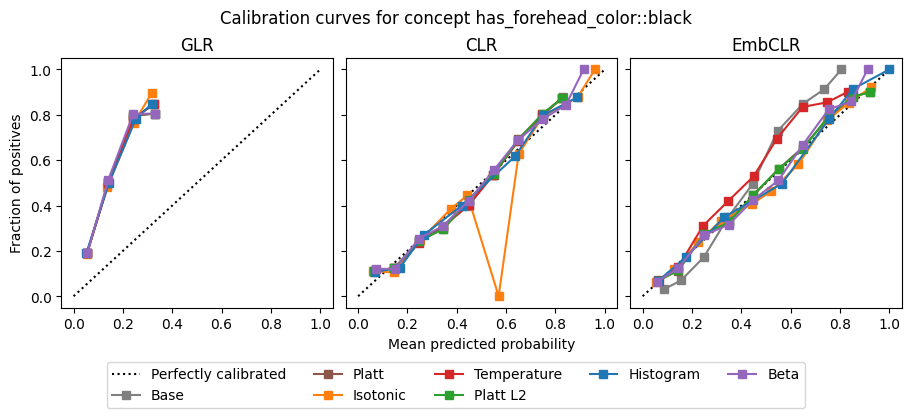 Calibration curves for concept has_forehead_color::black
GLR
CLR
EmbCLR
Fraction of positives
1.0
0.8
0.6
0.4
0.2
0.0
0.0 0.2 0.4 0.6 0.8 1.0
0.0 0.2 0.4 0.6 0.8 1.0
0.0 0.2 0.4 0.6 0.8 1.0
Mean predicted probability
Perfectly calibrated Platt Temperature Histogram Beta
Base Isotonic Platt L2